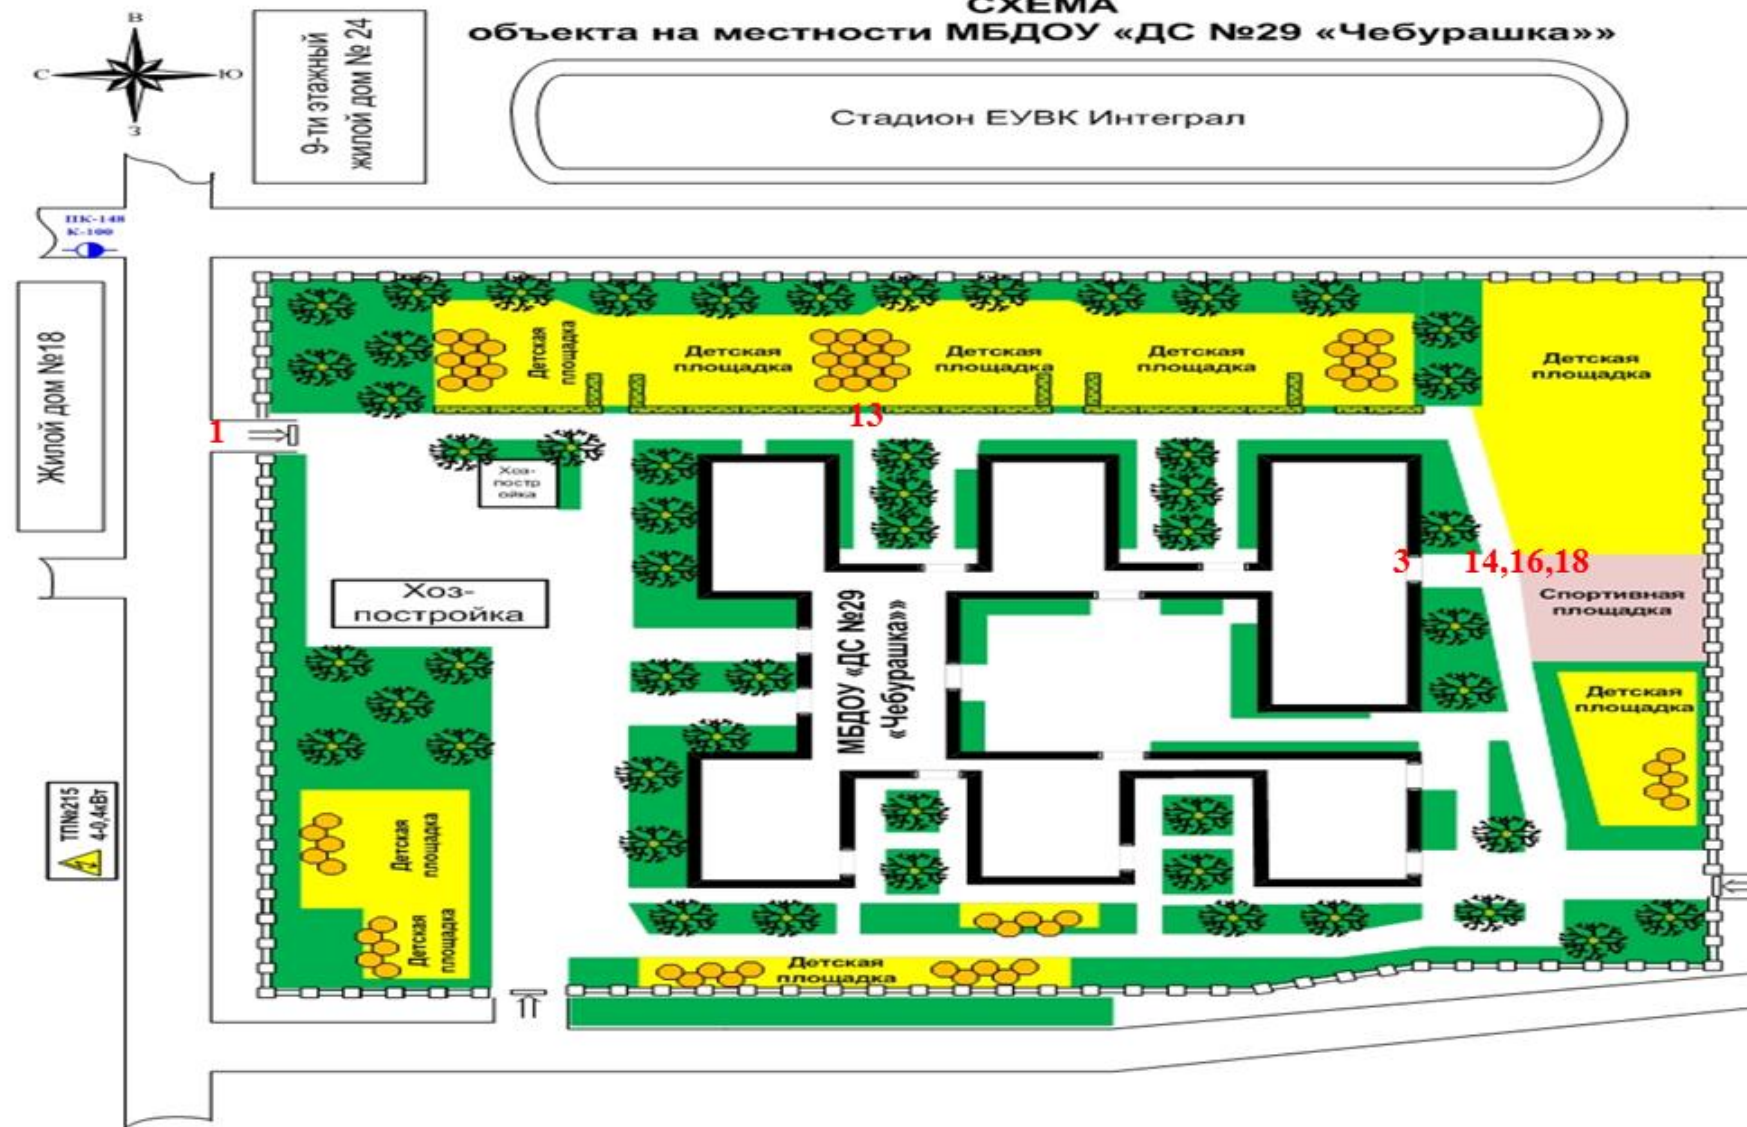 СХЕМА
объекта на местности МБДОУ «ДС №29 «Чебурашка»»
В
С
Ю
З
9-ти этажный
жилой дом № 24
Стадион ЕУВК Интеграл
ПК-148
К-100
Жилой дом №18
Детская
площадка
Детская
площадка
Детская
площадка
Детская
площадка
Детская
площадка
1
13
Хоз-
постр
ойка
3
14,16,18
Хоз-
постройка
МБДОУ «ДС №29
«Чебурашка»»
Спортивная
площадка
Детская
площадка
ТП№215
4-0,4кВт
Детская
площадка
Детская
площадка
Детская
площадка